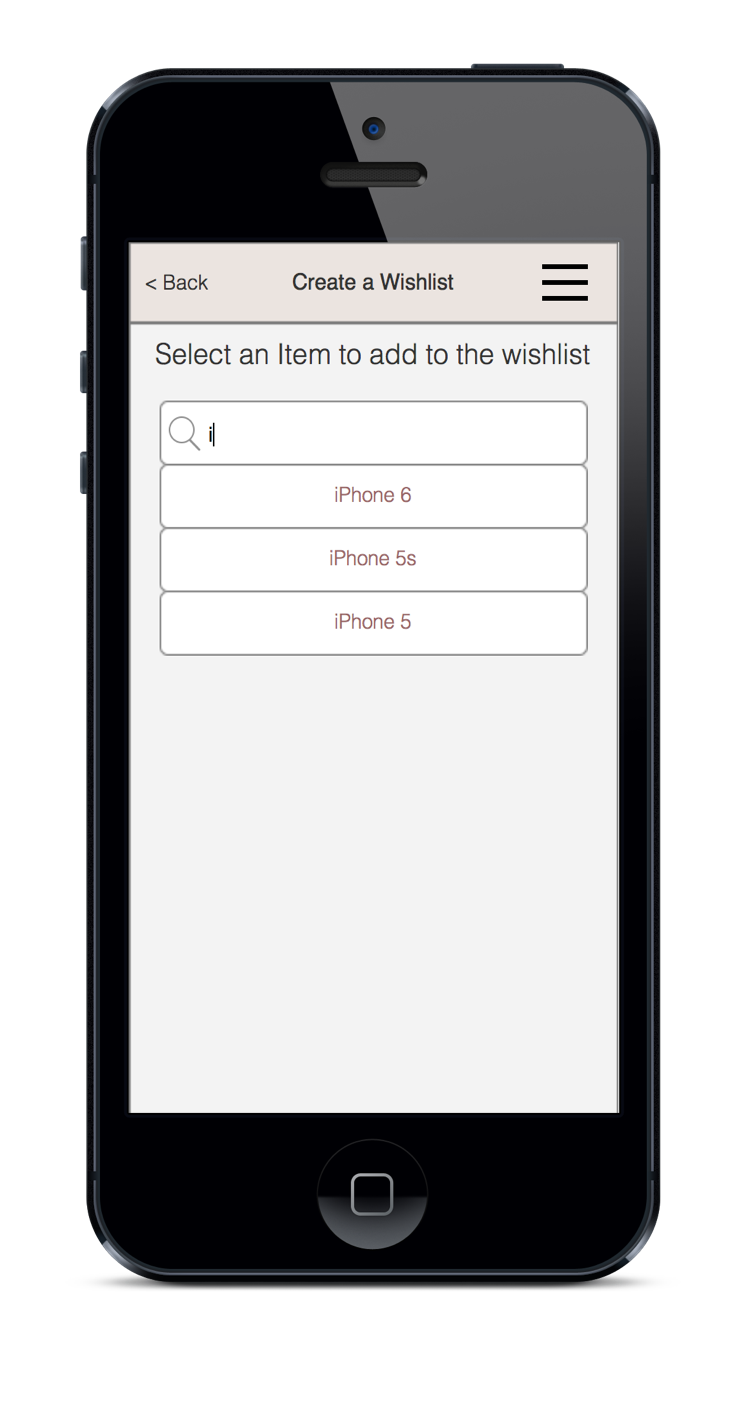 < Back
Create a Wishlist
Select an Item to add to the wishlist
i
iPhone 6
iPhone 5s
iPhone 5